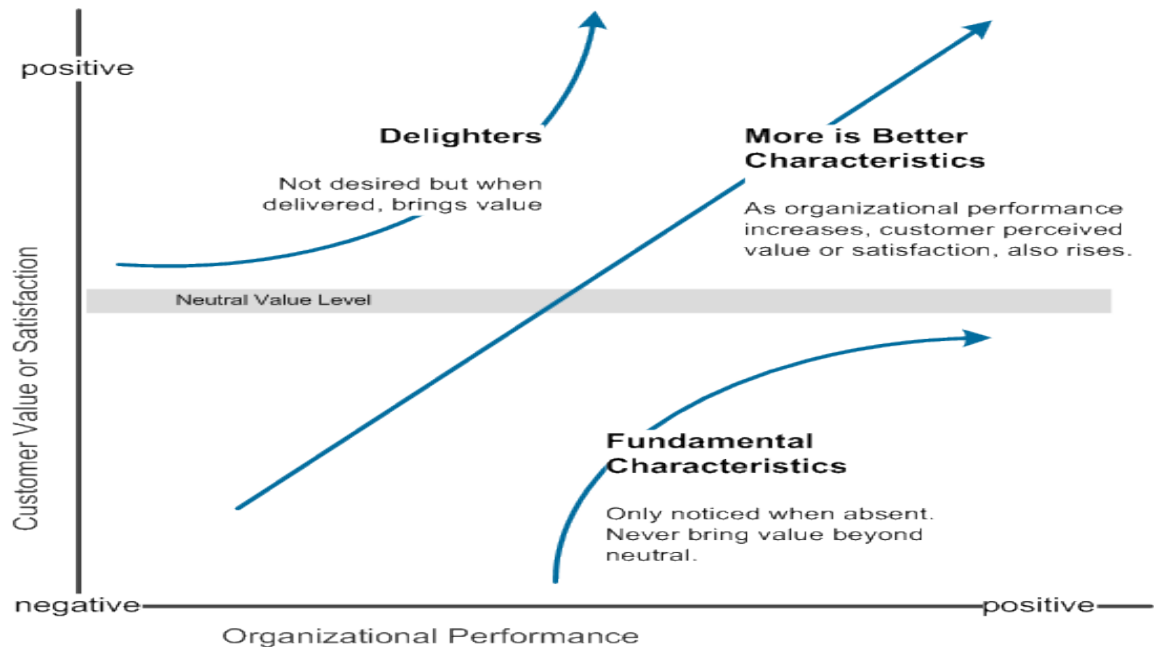 positive
Delighters
Not desired but when
delivered, brings value
More is Better
Characteristics
As organizational performance
increases, customer perceived
value or satisfaction, also rises.
Customer Value or Satisfaction
Neutral Value Level
Fundamental
Characteristics
Only noticed when absent.
Never bring value beyond
neutral.
negative
positive
Organizational Performance